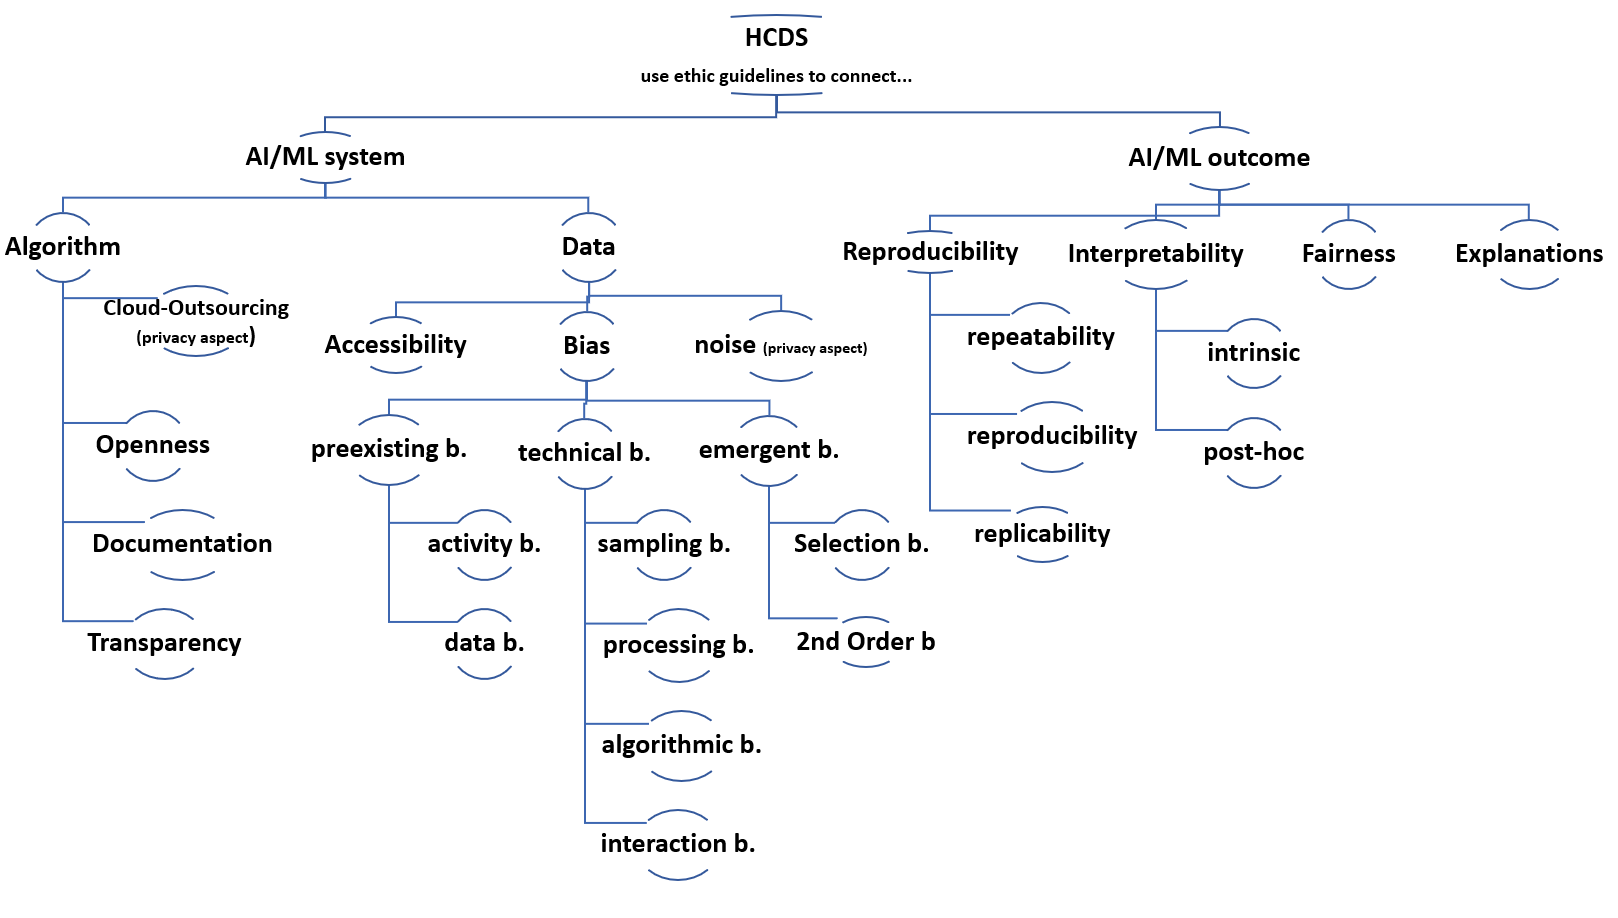 HCDS
use ethic guidelines to connect...
AI/ML system
AI/ML outcome
Algorithm
Data
Reproducibility
Interpretability
Fairness
Explanations
Cloud-Outsourcing
(privacy aspect)
Openness
Documentation
Transparency
Accessibility
Bias
noise (privacy aspect)
preexisting b.
technical b.
emergent b.
activity b.
data b.
sampling b.
processing b.
algorithmic b.
interaction b.
Selection b.
2nd Order b
repeatability
reproducibility
replicability
intrinsic
post-hoc